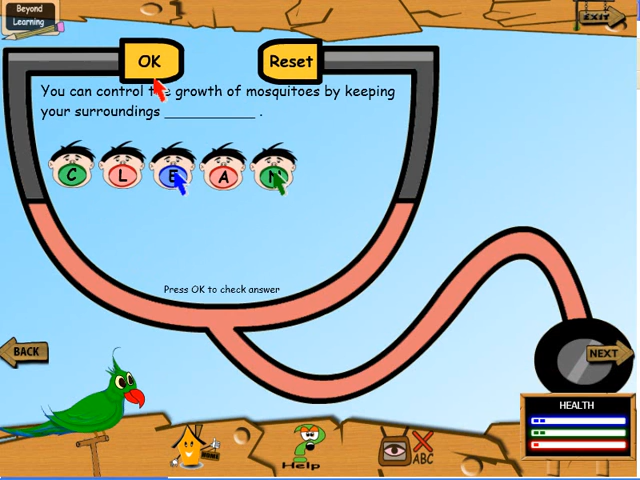 Beyond
Learning
EXIT
OK
Reset
You can control the growth of mosquitoes by keeping
your surroundings ___________ .
C L E A N
Press OK to check answer
BACK
NEXT
HEALTH
HOME
Help
ABC